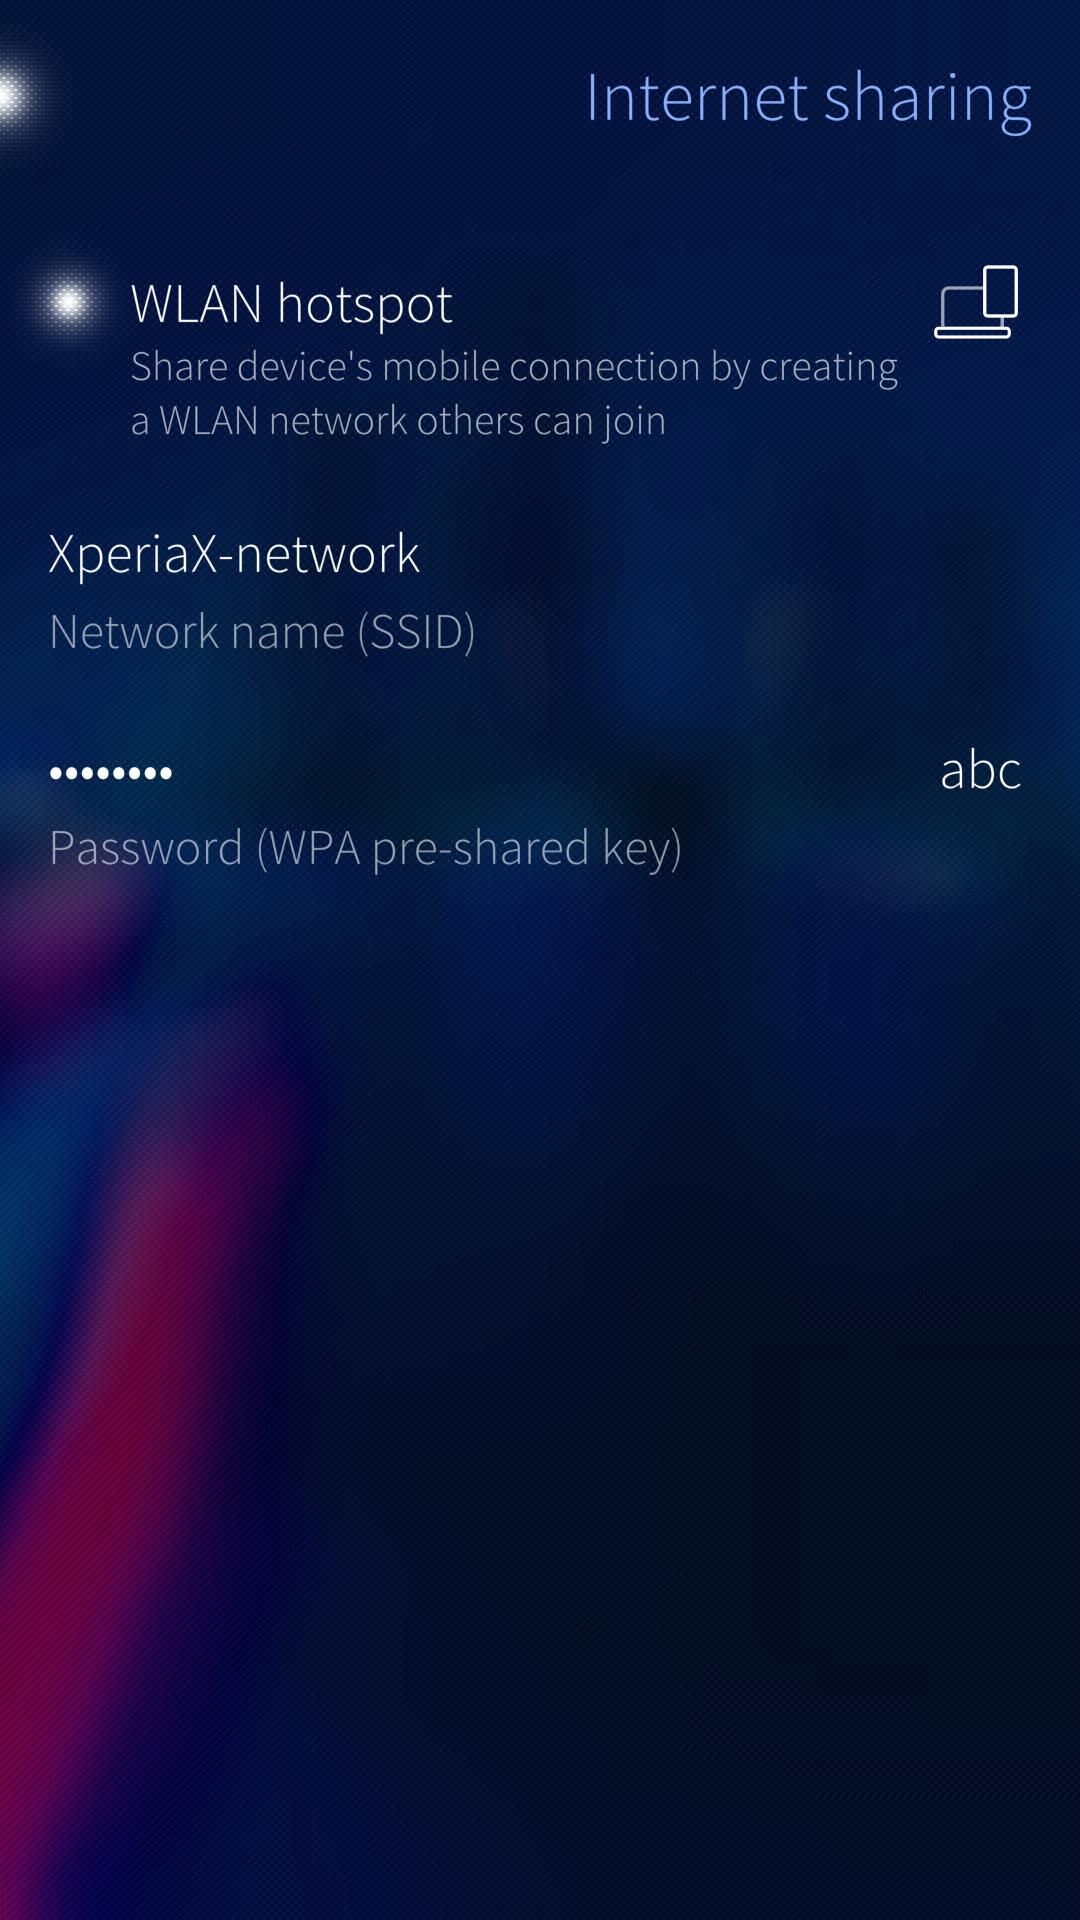 Internet sharing
WLAN hotspot
Share device's mobile connection by creating
a WLAN network others can join
XperiaX-network
Network name (SSID)
••••••••
abc
Password (WPA pre-shared key)